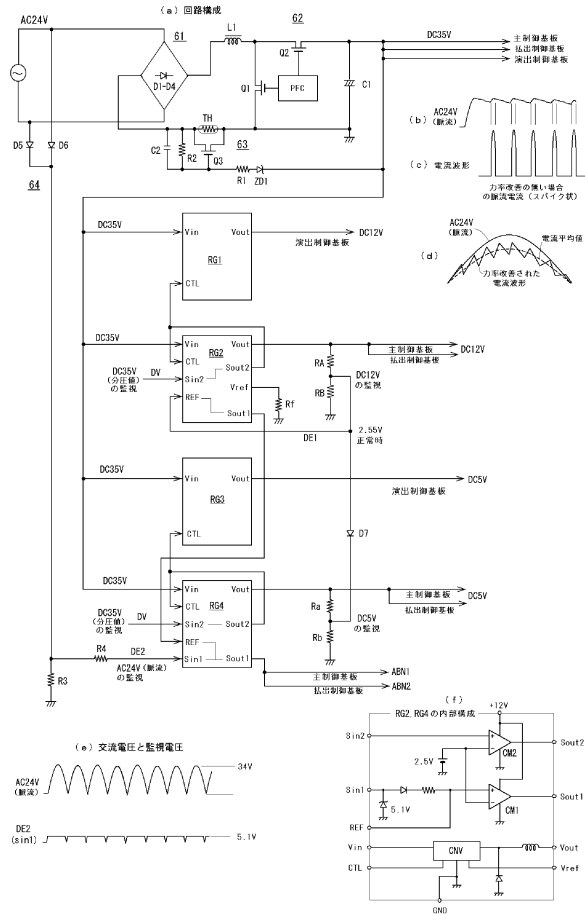 (a) 回路構成
AC24V
61
L1
62
Q2
DC35V
主制御基板
払出制御基板
演出制御基板
D1-D4
Q1
PFC
C1
TH
63
C2
R2
Q3
R1
ZD1
D5
D6
64
AC24V
(脈流)
(b)
(c) 電流波形
力率改善の無い場合
の脈流電流(スパイク状)
AC24V
(脈流)
電流平均値
(d)
力率改善された
電流波形
DC35V
Vin
Vout
DC12V
演出制御基板
RG1
CTL
DC35V
Vin
Vout
DC12V
主制御基板
払出制御基板
RG2
CTL
Sout2
DC35V
(分圧値)
の監視
DV
Sin2
Vref
REF
Sout1
Rf
RA
RB
DC12V
の監視
DE1
2.55V
正常時
DC35V
Vin
Vout
DC5V
演出制御基板
RG3
CTL
D7
DC35V
Vin
Vout
DC5V
主制御基板
払出制御基板
RG4
CTL
DC35V
(分圧値)
の監視
DV
Sin2
Sout2
REF
Ra
Rb
DC5V
の監視
R4
DE2
Sin1
Sout1
AC24V(脈流)
の監視
R3
ABN1
主制御基板
ABN2
払出制御基板
(e) 交流電圧と監視電圧
34V
AC24V
(脈流)
DE2
(sin1)
5.1V
(f)
RG2,RG4の内部構成
+12V
Sin2
CM2
Sout2
2.5V
Sin1
5.1V
CM1
Sout1
REF
Vin
CNV
Vout
CTL
Vref
GND